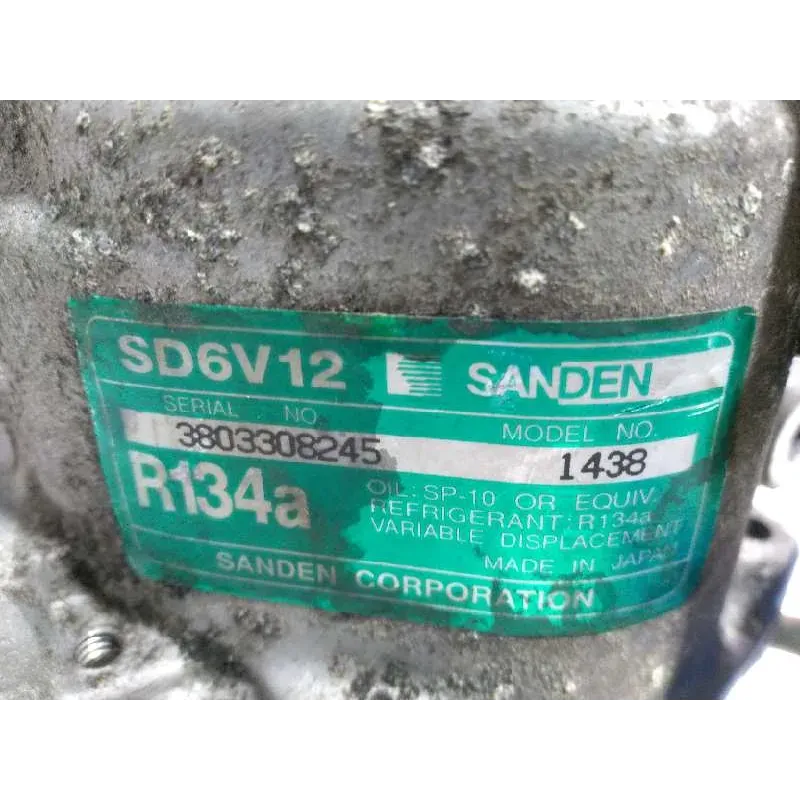 SD6V12 SANDEN
SERIAL NO.
3803308245
MODEL NO.
1438
R134a
OIL: SP-10 OR EQUIV.
REFRIGERANT: R134a
VARIABLE DISPLACEMENT
MADE IN JAPAN
SANDEN CORPORATION